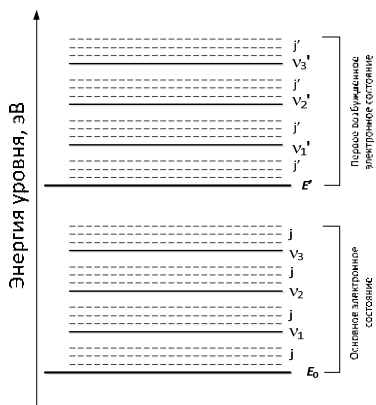 Энергия уровня, эВ
j'
ν3'
j'
ν2'
j'
ν1'
j'
E'
Первое возбужденное
электронное состояние
j
ν3
j
ν2
j
ν1
j
E0
Основное электронное
состояние